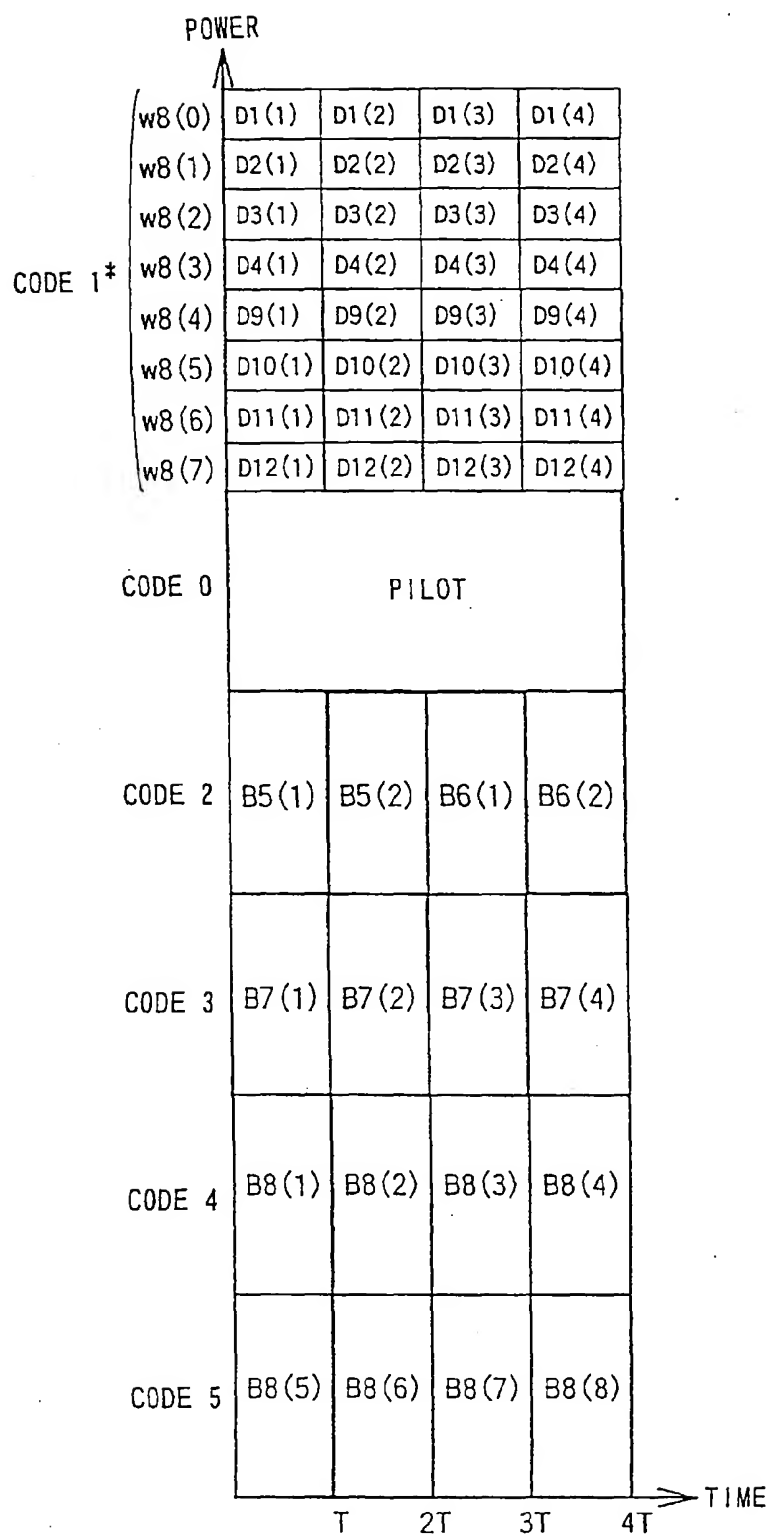 POWER
w8(0) D1(1) D1(2) D1(3) D1(4)
w8(1) D2(1) D2(2) D2(3) D2(4)
w8(2) D3(1) D3(2) D3(3) D3(4)
CODE 1‡ w8(3) D4(1) D4(2) D4(3) D4(4)
w8(4) D9(1) D9(2) D9(3) D9(4)
w8(5) D10(1) D10(2) D10(3) D10(4)
w8(6) D11(1) D11(2) D11(3) D11(4)
w8(7) D12(1) D12(2) D12(3) D12(4)
CODE 0 PILOT
CODE 2 B5(1) B5(2) B6(1) B6(2)
CODE 3 B7(1) B7(2) B7(3) B7(4)
CODE 4 B8(1) B8(2) B8(3) B8(4)
CODE 5 B8(5) B8(6) B8(7) B8(8)
TIME
T 2T 3T 4T